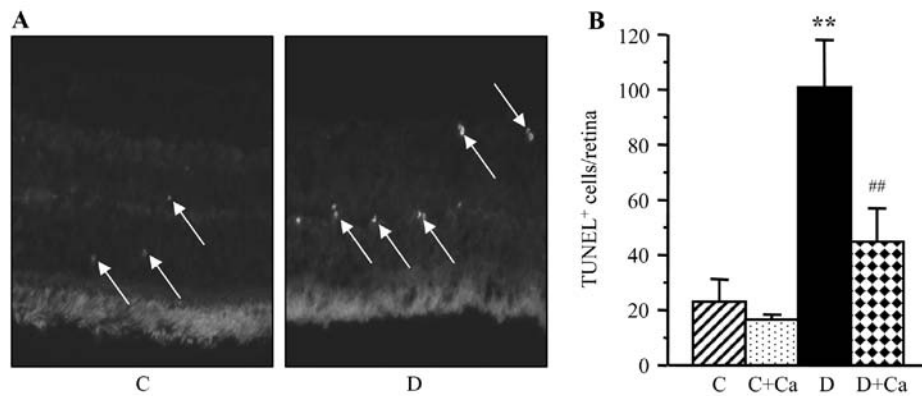 A
C
D
B
TUNEL⁺ cells/retina
120
100
80
60
40
20
0
**
##
C
C+Ca
D
D+Ca